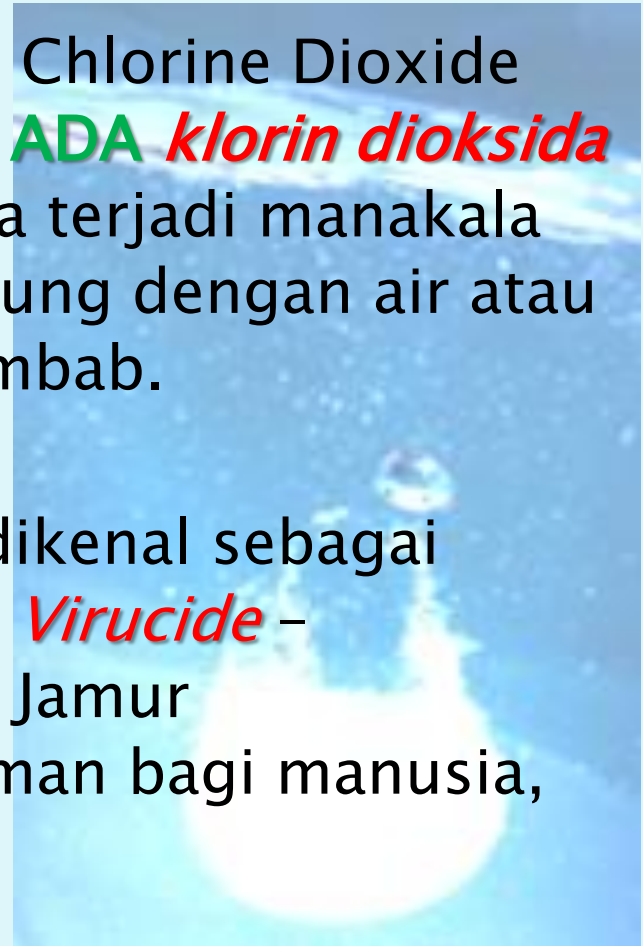 Chlorine Dioxide
ADA klorin dioksida
a terjadi manakala
ung dengan air atau
mbab.
dikenal sebagai
Virucide –
Jamur
man bagi manusia,